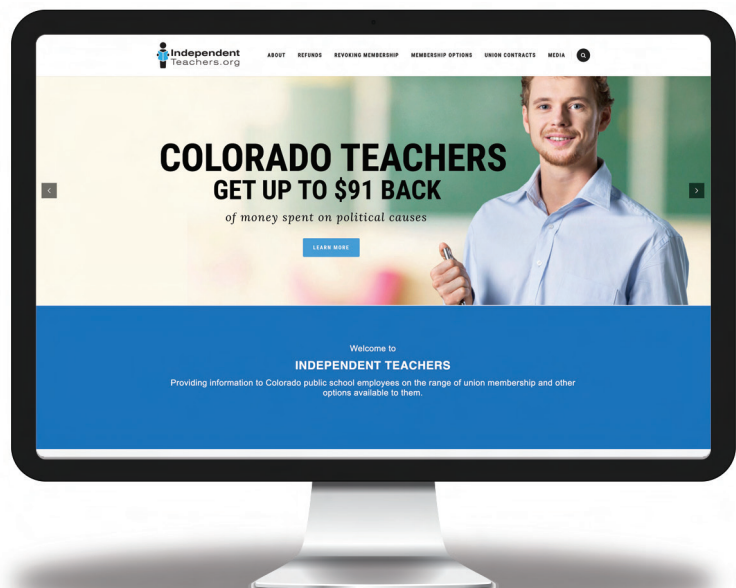 Independent
Teachers.org
ABOUT REFUNDS REVOKING MEMBERSHIP MEMBERSHIP OPTIONS UNION CONTRACTS MEDIA
COLORADO TEACHERS
GET UP TO $91 BACK
of money spent on political causes
LEARN MORE
Welcome to
INDEPENDENT TEACHERS
Providing information to Colorado public school employees on the range of union membership and other
options available to them.